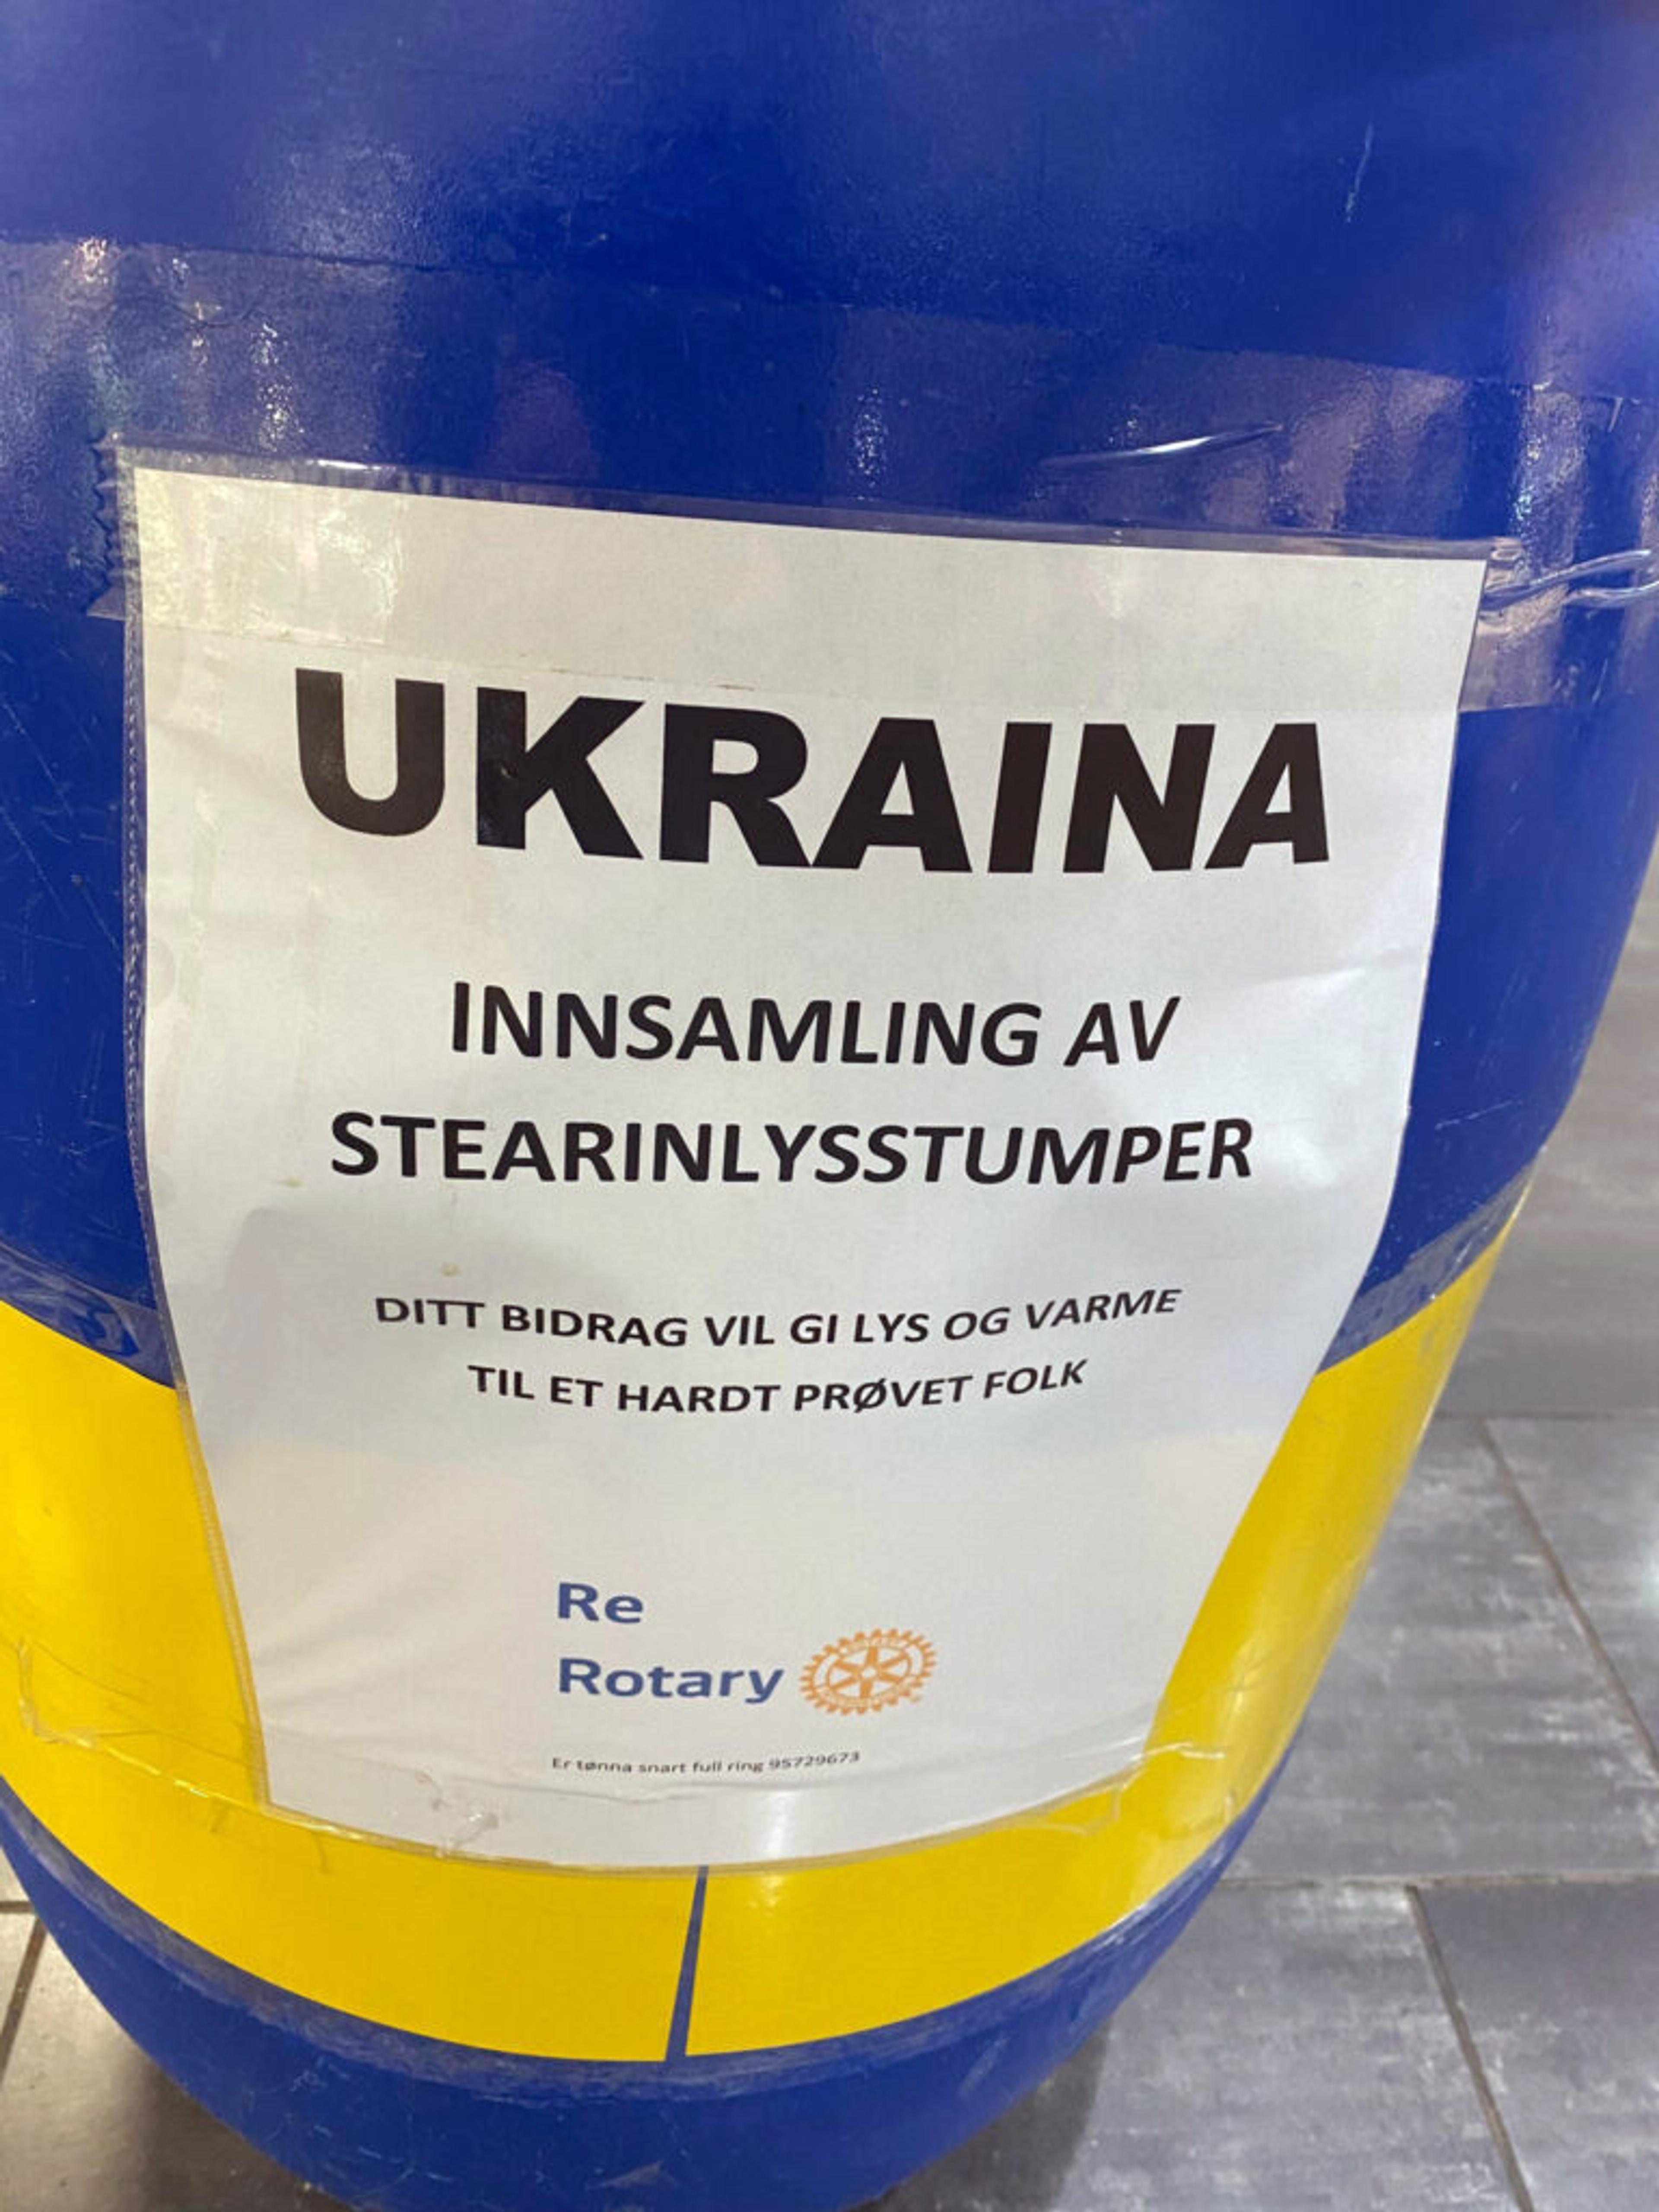 UKRAINA
INNSAMLING AV
STEARINLYSSTUMPER
DITT BIDRAG VIL GI LYS OG VARME
TIL ET HARDT PRØVET FOLK
Re
Rotary
Er tønna snart full ring 95729673